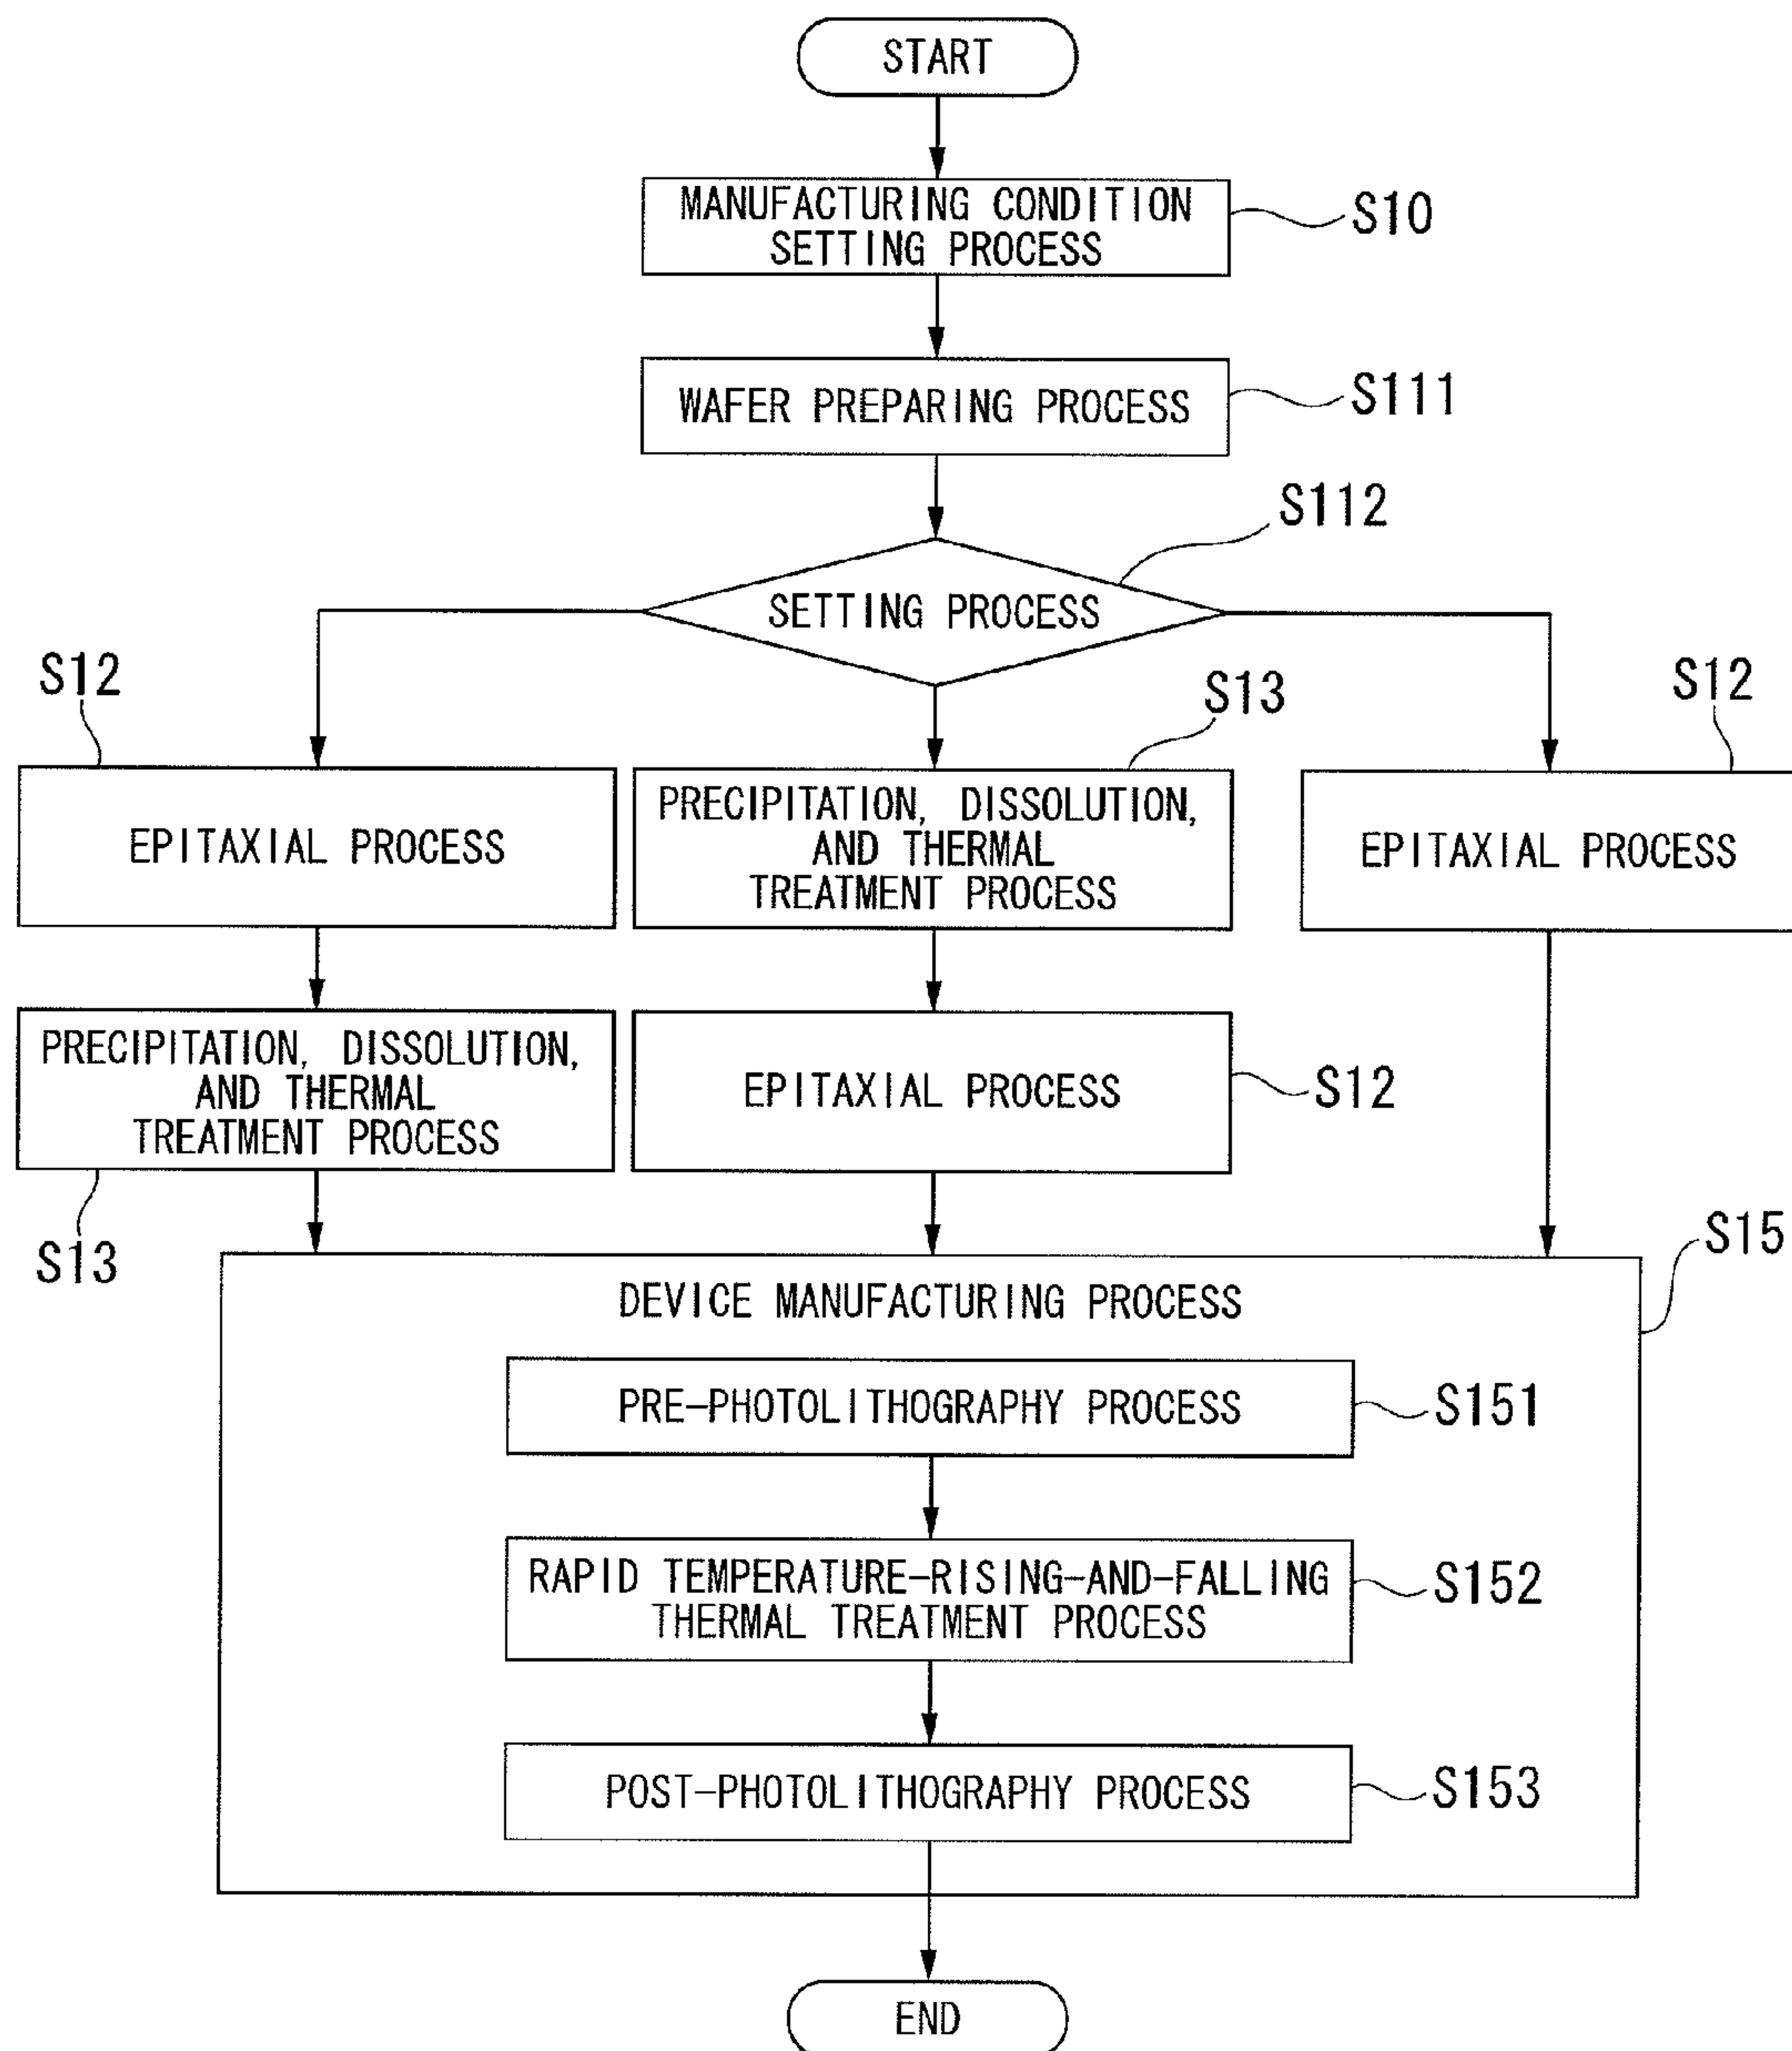 START
MANUFACTURING CONDITION
SETTING PROCESS
S10
WAFER PREPARING PROCESS
S111
S112
SETTING PROCESS
S12
EPITAXIAL PROCESS
S13
PRECIPITATION, DISSOLUTION,
AND THERMAL
TREATMENT PROCESS
S12
EPITAXIAL PROCESS
PRECIPITATION, DISSOLUTION,
AND THERMAL
TREATMENT PROCESS
S13
EPITAXIAL PROCESS
S12
S15
DEVICE MANUFACTURING PROCESS
PRE-PHOTOLITHOGRAPHY PROCESS
S151
RAPID TEMPERATURE-RISING-AND-FALLING
THERMAL TREATMENT PROCESS
S152
POST-PHOTOLITHOGRAPHY PROCESS
S153
END